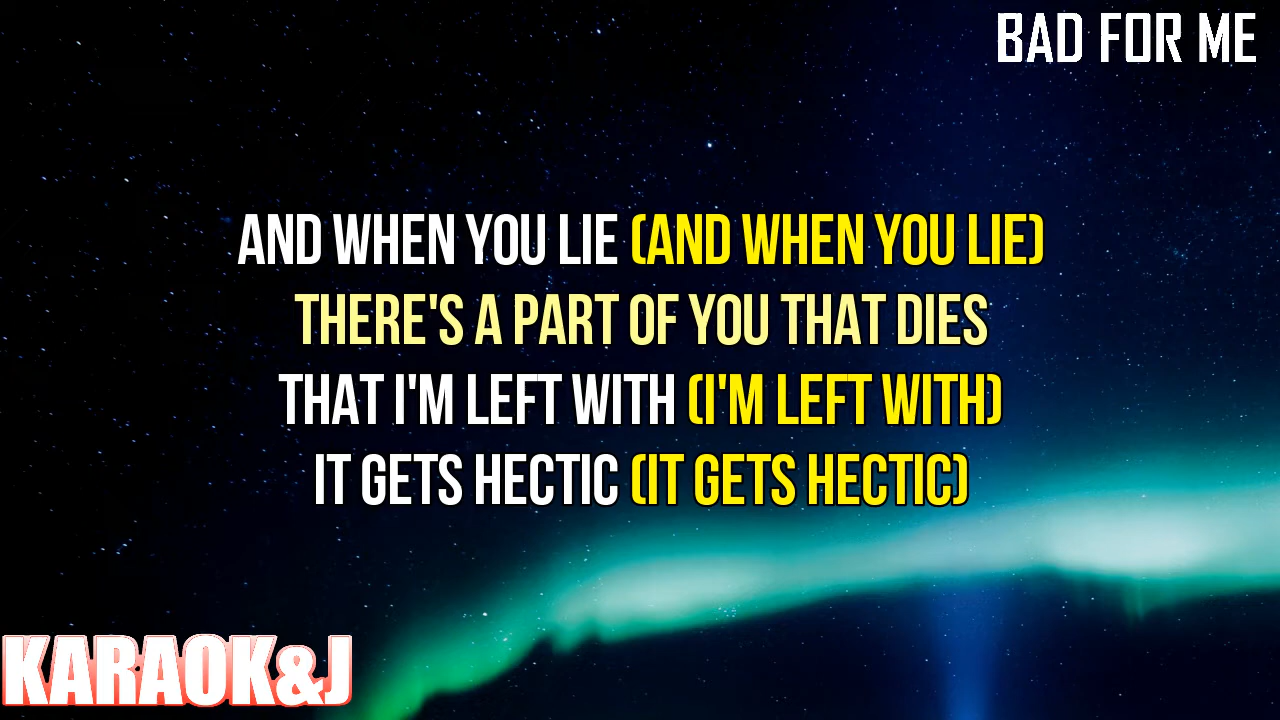 BAD FOR ME
AND WHEN YOU LIE (AND WHEN YOU LIE)
THERE'S A PART OF YOU THAT DIES
THAT I'M LEFT WITH (I'M LEFT WITH)
IT GETS HECTIC (IT GETS HECTIC)
KARAOK&J